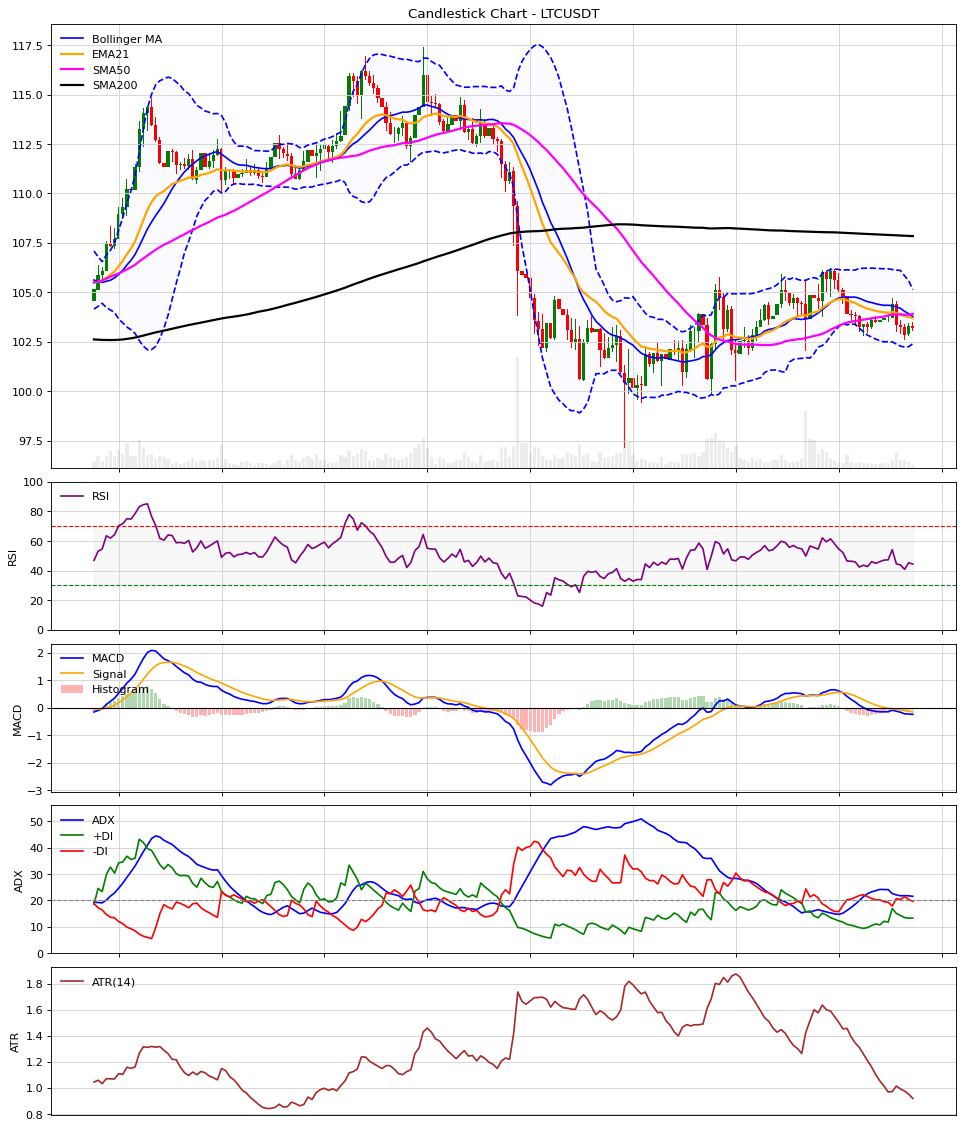 Candlestick Chart - LTCUSDT
Bollinger MA
EMA21
SMA50
SMA200
117.5
115.0
112.5
110.0
107.5
105.0
102.5
100.0
97.5
RSI
RSI
100
80
60
40
20
0
MACD
Signal
Histogram
MACD
2
1
0
−1
−2
−3
ADX
+DI
-DI
ADX
50
40
30
20
10
0
ATR(14)
ATR
1.8
1.6
1.4
1.2
1.0
0.8